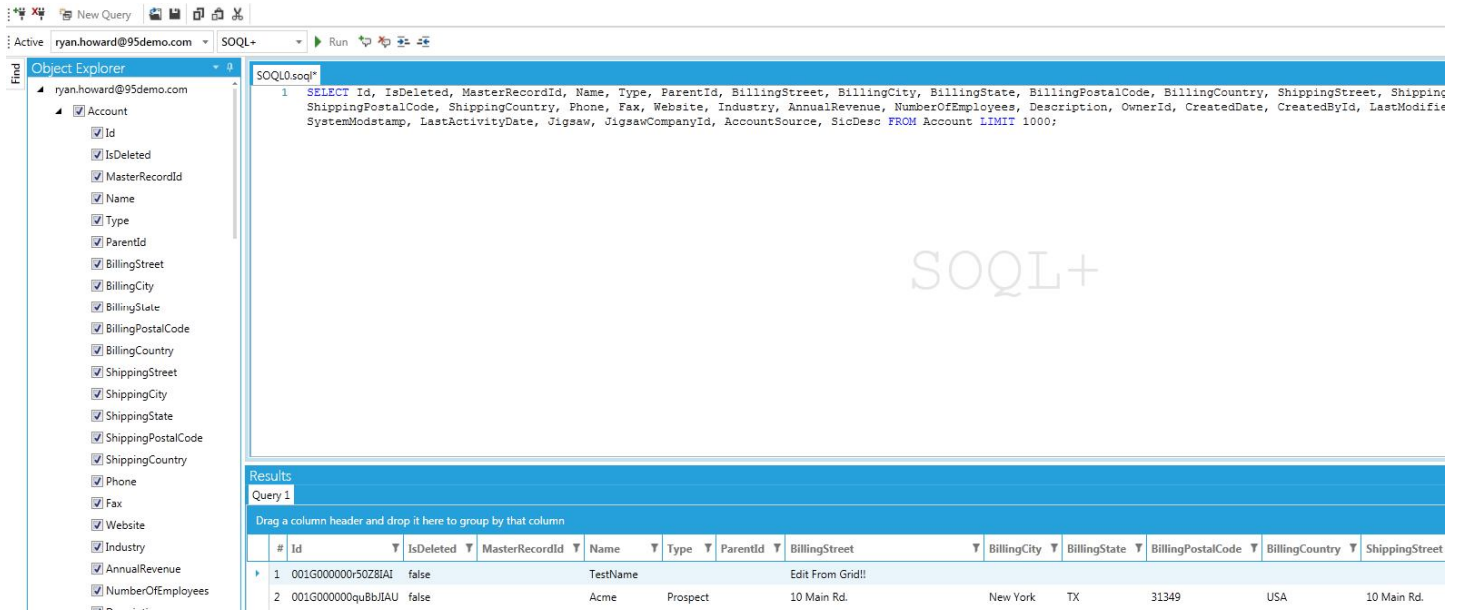 New Query
Active ryan.howard@95demo.com SOQL+ Run
Find
Object Explorer
ryan.howard@95demo.com
Account
Id
IsDeleted
MasterRecordId
Name
Type
ParentId
BillingStreet
BillingCity
BillingState
BillingPostalCode
BillingCountry
ShippingStreet
ShippingCity
ShippingState
ShippingPostalCode
ShippingCountry
Phone
Fax
Website
Industry
AnnualRevenue
NumberOfEmployees
SOQL0.soql*
1 SELECT Id, IsDeleted, MasterRecordId, Name, Type, ParentId, BillingStreet, BillingCity, BillingState, BillingPostalCode, BillingCountry, ShippingStreet, Shipping
ShippingPostalCode, ShippingCountry, Phone, Fax, Website, Industry, AnnualRevenue, NumberOfEmployees, Description, OwnerId, CreatedDate, CreatedById, LastModifie
SystemModstamp, LastActivityDate, Jigsaw, JigsawCompanyId, AccountSource, SicDesc FROM Account LIMIT 1000;
SOQL+
Results
Query 1
Drag a column header and drop it here to group by that column
# Id IsDeleted MasterRecordId Name Type ParentId BillingStreet BillingCity BillingState BillingPostalCode BillingCountry ShippingStreet
1 001G000000r50Z8IAI false TestName Edit From Grid!!
2 001G000000quBbJIAU false Acme Prospect 10 Main Rd. New York TX 31349 USA 10 Main Rd.